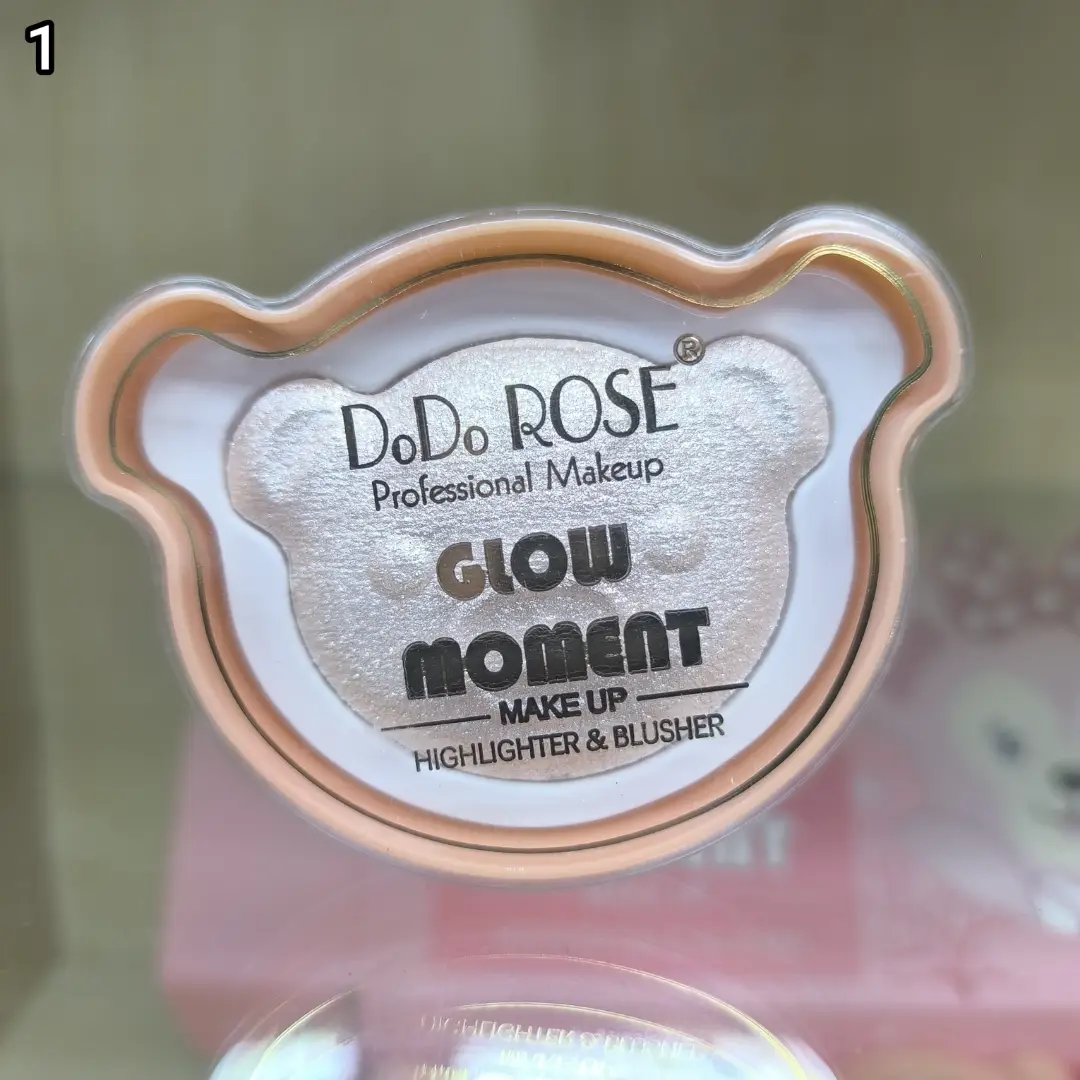 1
DoDo ROSE®
Professional Makeup
GLOW
MOMENT
MAKE UP
HIGHLIGHTER & BLUSHER